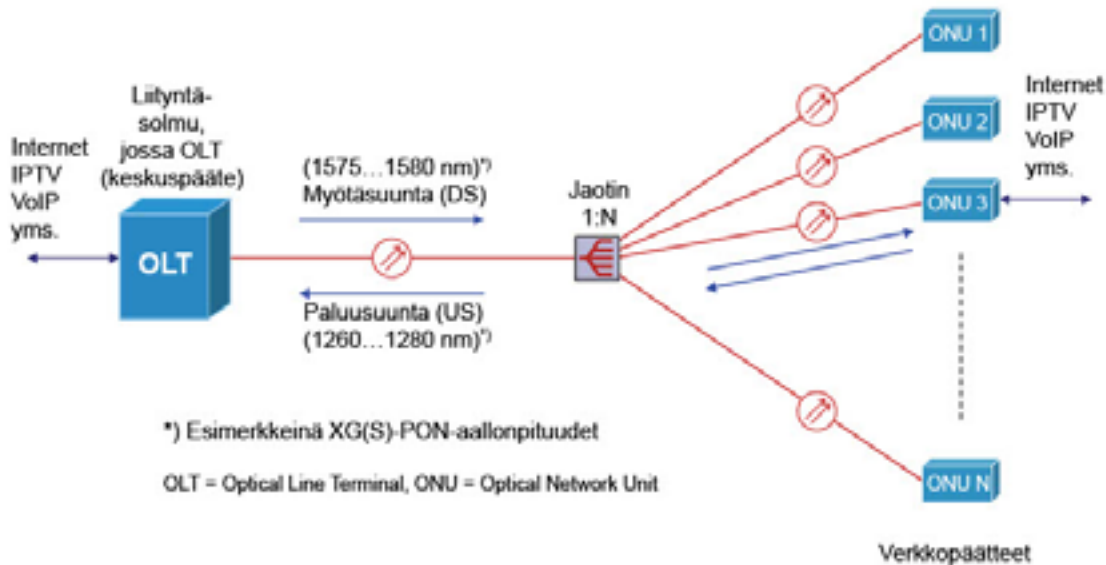 ONU 1
Liityntä-
solmu,
jossa OLT
(keskuspääte)
Internet
IPTV
VoIP
yms.
OLT
(1575…1580 nm)*)
Myötäsuunta (DS)
Paluusuunta (US)
(1260…1280 nm)*)
Jaotin
1:N
ONU 2
ONU 3
Internet
IPTV
VoIP
yms.
*) Esimerkkeinä XG(S)-PON-aallonpituudet
OLT = Optical Line Terminal, ONU = Optical Network Unit
ONU N
Verkkopäätteet